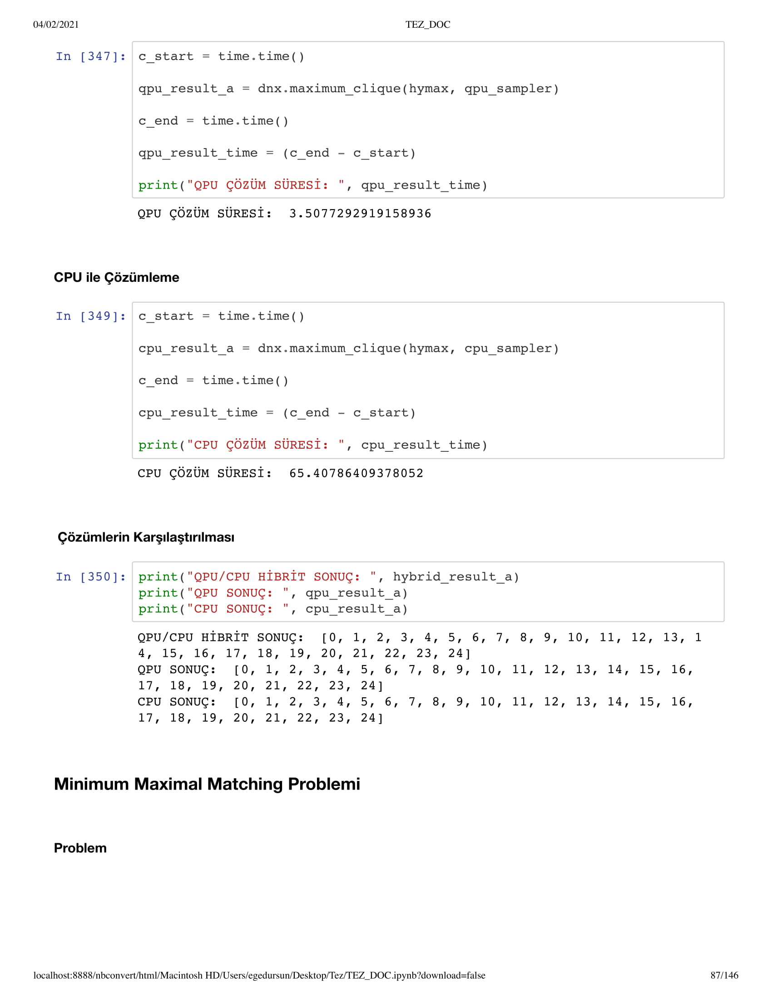 04/02/2021 TEZ_DOC
In [347]: c_start = time.time()
qpu_result_a = dnx.maximum_clique(hymax, qpu_sampler)
c_end = time.time()
qpu_result_time = (c_end - c_start)
print("QPU ÇÖZÜM SÜRESİ: ", qpu_result_time)
QPU ÇÖZÜM SÜRESİ:  3.5077292919158936
CPU ile Çözümleme
In [349]: c_start = time.time()
cpu_result_a = dnx.maximum_clique(hymax, cpu_sampler)
c_end = time.time()
cpu_result_time = (c_end - c_start)
print("CPU ÇÖZÜM SÜRESİ: ", cpu_result_time)
CPU ÇÖZÜM SÜRESİ:  65.40786409378052
Çözümlerin Karşılaştırılması
In [350]: print("QPU/CPU HİBRİT SONUÇ: ", hybrid_result_a)
print("QPU SONUÇ: ", qpu_result_a)
print("CPU SONUÇ: ", cpu_result_a)
QPU/CPU HİBRİT SONUÇ:  [0, 1, 2, 3, 4, 5, 6, 7, 8, 9, 10, 11, 12, 13, 1
4, 15, 16, 17, 18, 19, 20, 21, 22, 23, 24]
QPU SONUÇ:  [0, 1, 2, 3, 4, 5, 6, 7, 8, 9, 10, 11, 12, 13, 14, 15, 16,
17, 18, 19, 20, 21, 22, 23, 24]
CPU SONUÇ:  [0, 1, 2, 3, 4, 5, 6, 7, 8, 9, 10, 11, 12, 13, 14, 15, 16,
17, 18, 19, 20, 21, 22, 23, 24]
Minimum Maximal Matching Problemi
Problem
localhost:8888/nbconvert/html/Macintosh HD/Users/egedursun/Desktop/Tez/TEZ_DOC.ipynb?download=false 87/146